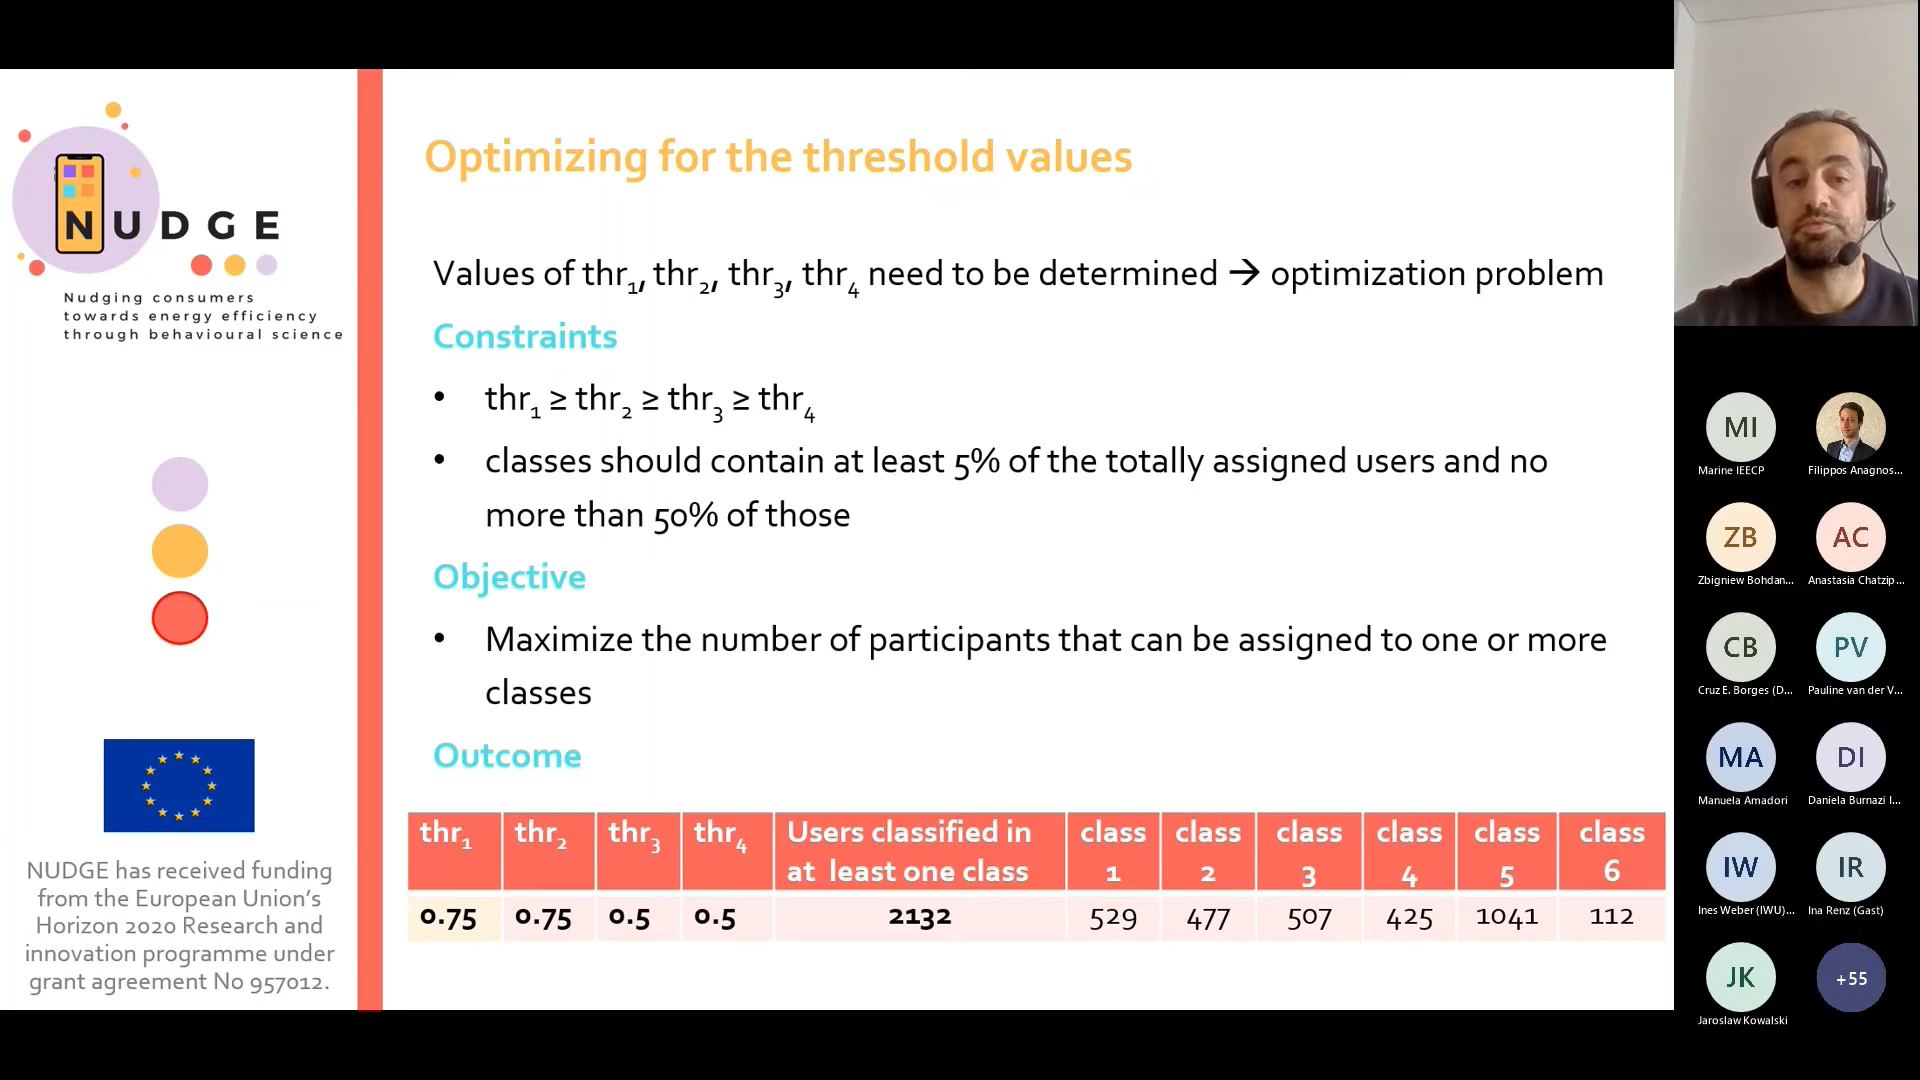 NUDGE
Nudging consumers
towards energy efficiency
through behavioural science
NUDGE has received funding
from the European Union's
Horizon 2020 Research and
innovation programme under
grant agreement No 957012.
Optimizing for the threshold values
Values of thr1, thr2, thr3, thr4 need to be determined → optimization problem
Constraints
• thr1 ≥ thr2 ≥ thr3 ≥ thr4
• classes should contain at least 5% of the totally assigned users and no
more than 50% of those
Objective
• Maximize the number of participants that can be assigned to one or more
classes
Outcome
thr1 thr2 thr3 thr4 Users classified in class class class class class class
at least one class 1 2 3 4 5 6
0.75 0.75 0.5 0.5 2132 529 477 507 425 1041 112
MI
Marine IEECP Filippos Anagnos...
ZB AC
Zbigniew Bohdan... Anastasia Chatzip...
CB PV
Cruz E. Borges (D... Pauline van der V...
MA DI
Manuela Amadori Daniela Burnazi I...
IW IR
Ines Weber (IWU)... Ina Renz (Gast)
JK +55
Jaroslaw Kowalski